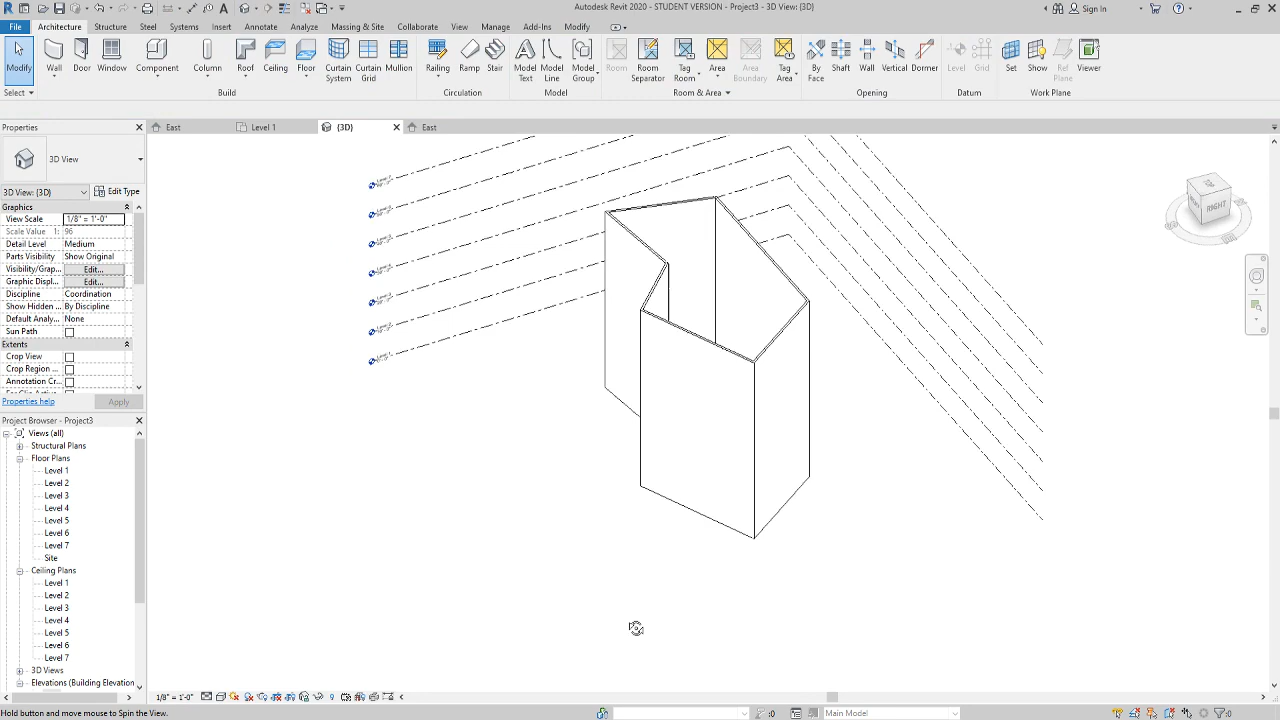 Autodesk Revit 2020 - STUDENT VERSION - Project3 - 3D View: {3D}
Sign In
File Architecture Structure Steel Systems Insert Annotate Analyze Massing & Site Collaborate View Manage Add-Ins Modify
Modify Wall Door Window Component Column Roof Ceiling Floor Curtain System Curtain Grid Mullion Railing Ramp Stair Model Text Model Line Model Group Room Room Separator Tag Room Area Area Boundary Tag Area By Face Shaft Wall Vertical Dormer Level Grid Set Show Ref Plane Viewer
Select Build Circulation Model Room & Area Opening Datum Work Plane
Properties
East Level 1 {3D} East
3D View
3D View: {3D} Edit Type
Graphics
View Scale 1/8" = 1'-0"
Scale Value 1: 96
Detail Level Medium
Parts Visibility Show Original
Visibility/Grap... Edit...
Graphic Displ... Edit...
Discipline Coordination
Show Hidden ... By Discipline
Default Analy... None
Sun Path
Extents
Crop View
Crop Region ...
Annotation Cr...
Properties help Apply
Project Browser - Project3
Views (all)
Structural Plans
Floor Plans
Level 1
Level 2
Level 3
Level 4
Level 5
Level 6
Level 7
Site
Ceiling Plans
Level 1
Level 2
Level 3
Level 4
Level 5
Level 6
Level 7
3D Views
Elevations (Building Elevation
RIGHT
1/8" = 1'-0"
Hold button and move mouse to Spin the View.
:0 Main Model :0